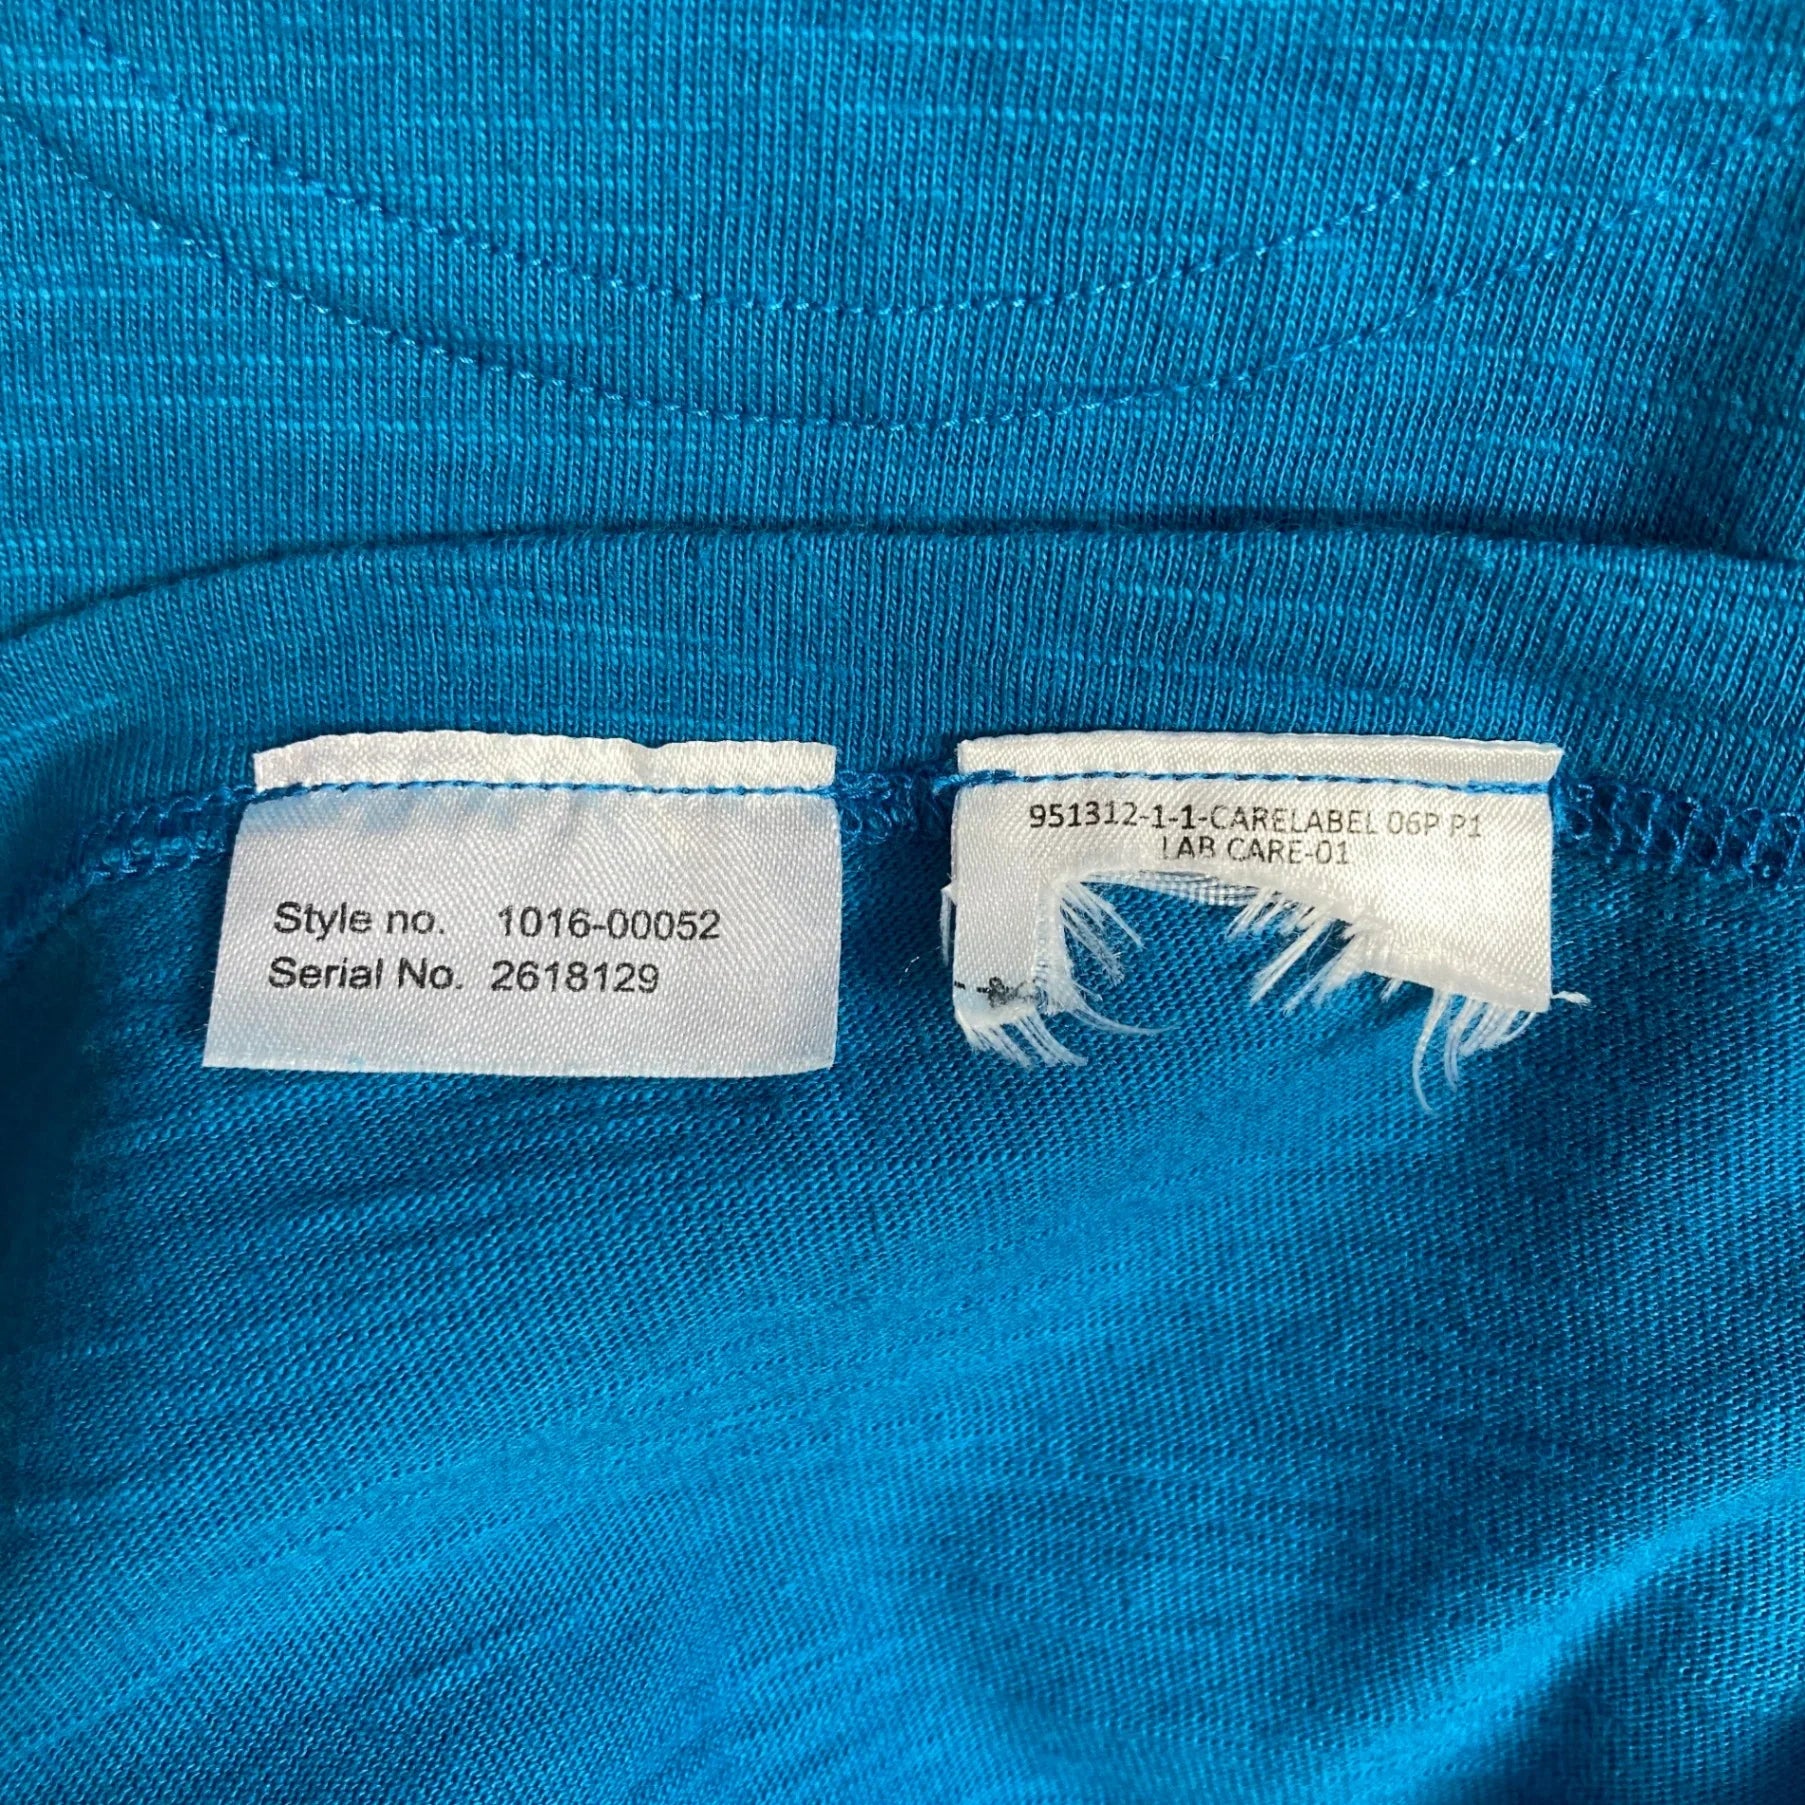 Style no. 1016-00052
Serial No. 2618129
951312-1-1-CARELABEL 06P P1
LAB CARE-01